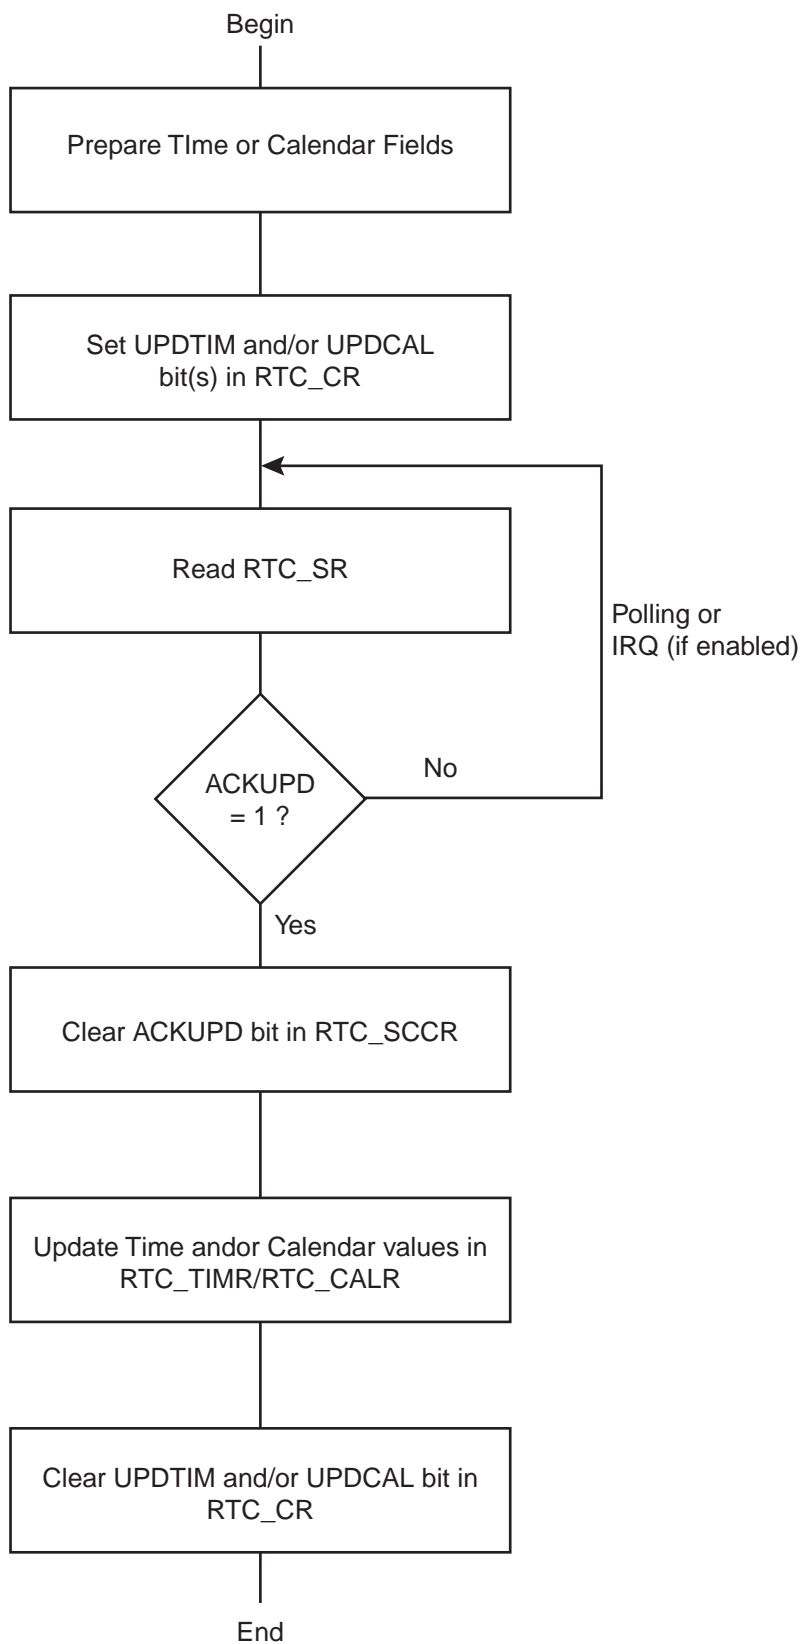 Begin
Prepare TIme or Calendar Fields
Set UPDTIM and/or UPDCAL
bit(s) in RTC_CR
Read RTC_SR
Polling or
IRQ (if enabled)
ACKUPD
= 1 ?
No
Yes
Clear ACKUPD bit in RTC_SCCR
Update Time andor Calendar values in
RTC_TIMR/RTC_CALR
Clear UPDTIM and/or UPDCAL bit in
RTC_CR
End